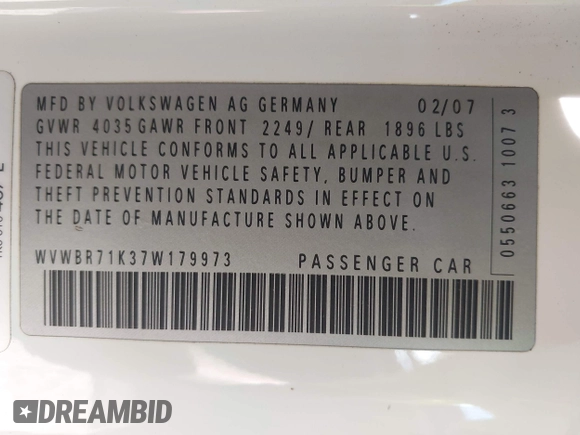 MFD BY VOLKSWAGEN AG GERMANY 02/07
GVWR 4035 GAWR FRONT 2249/ REAR 1896 LBS
THIS VEHICLE CONFORMS TO ALL APPLICABLE U.S.
FEDERAL MOTOR VEHICLE SAFETY, BUMPER AND
THEFT PREVENTION STANDARDS IN EFFECT ON
THE DATE OF MANUFACTURE SHOWN ABOVE.
WVWBR71K37W179973 PASSENGER CAR
0550663 1007 3
DREAMBID